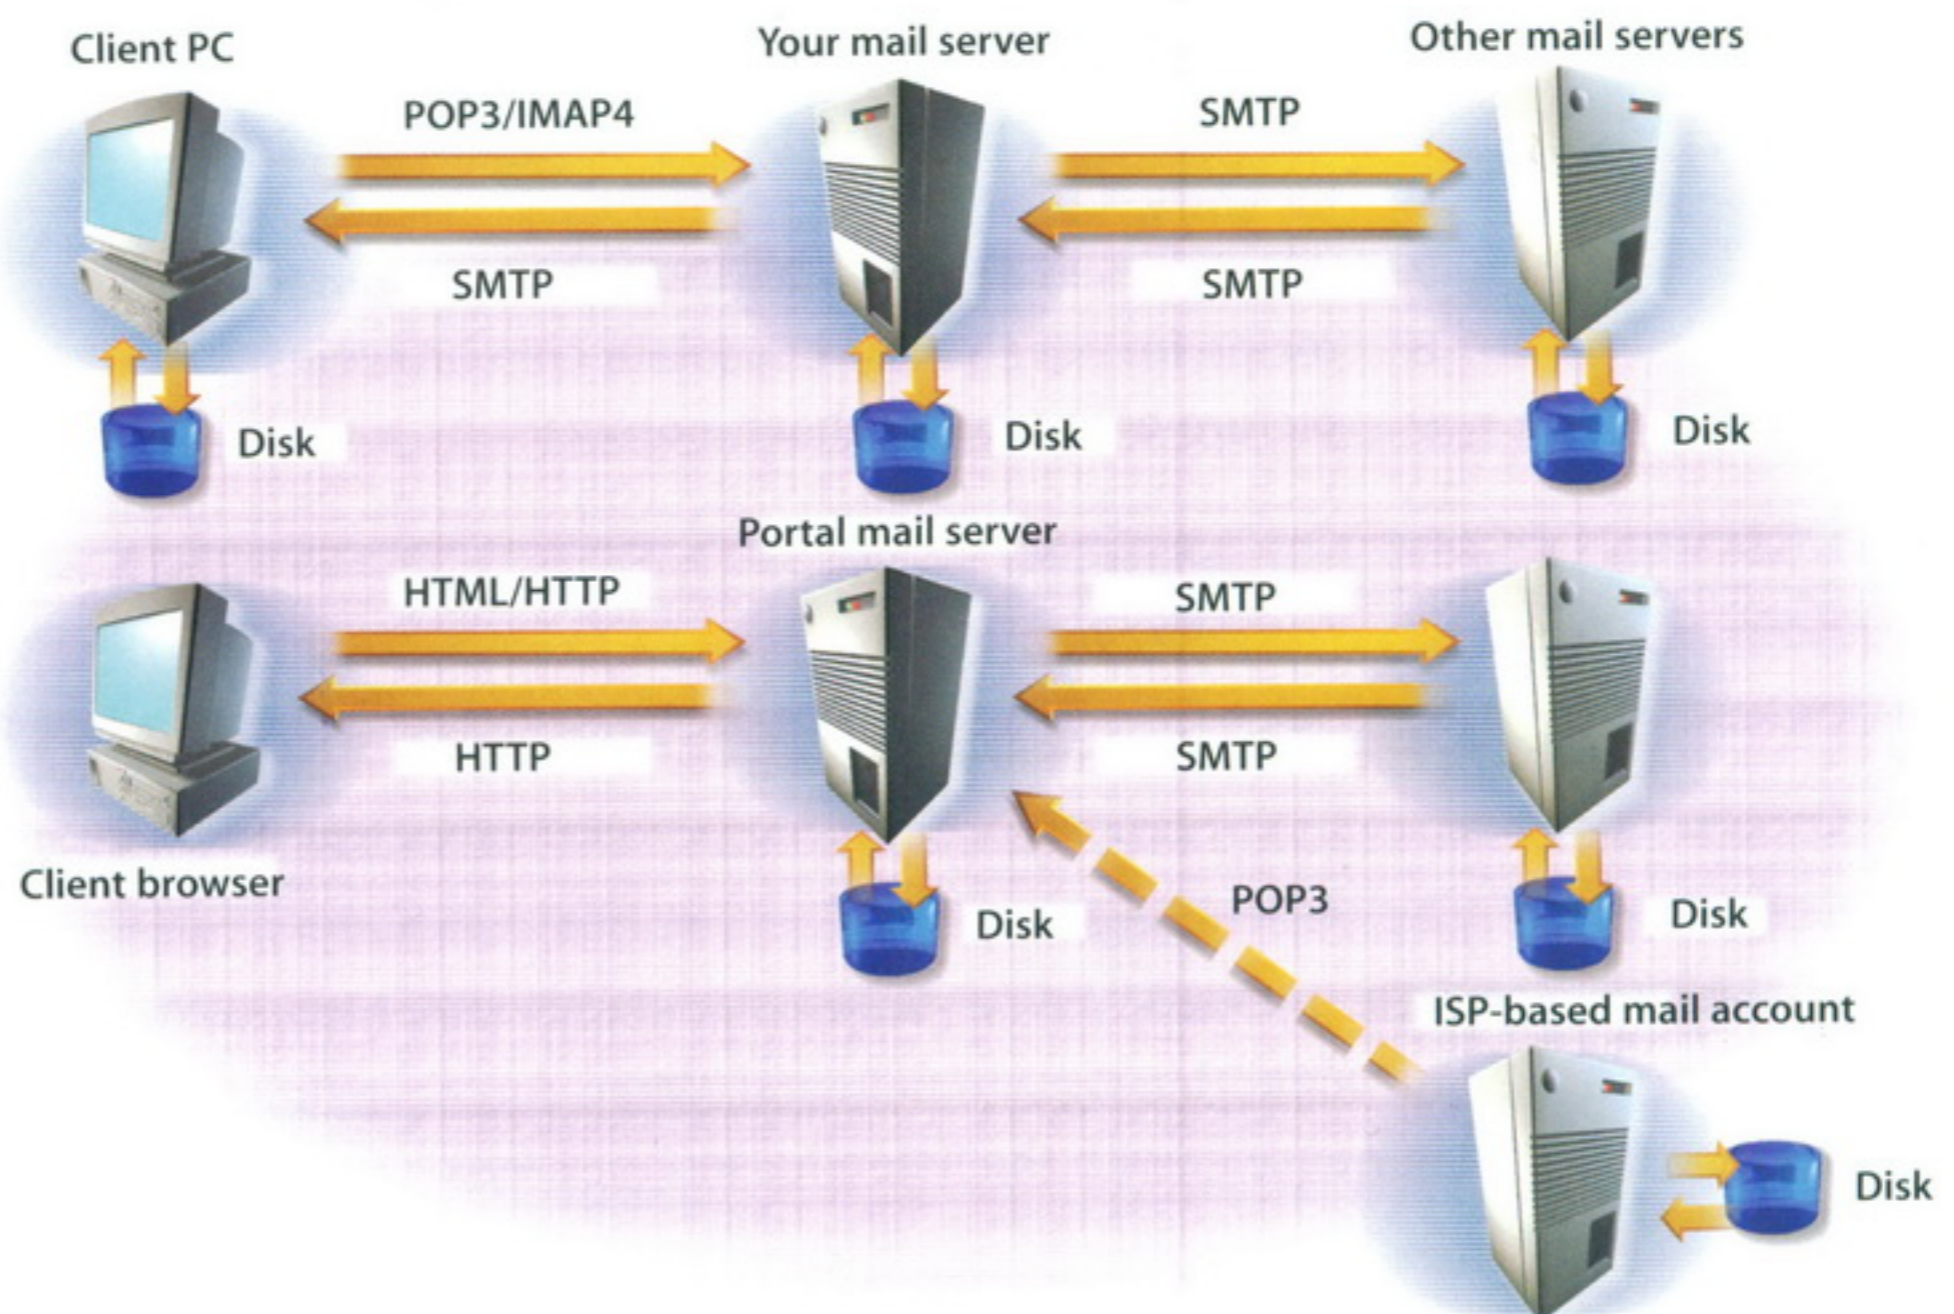 Client PC
Your mail server
Other mail servers
POP3/IMAP4
SMTP
SMTP
SMTP
Disk
Disk
Disk
Portal mail server
HTML/HTTP
SMTP
HTTP
SMTP
Client browser
POP3
Disk
Disk
ISP-based mail account
Disk